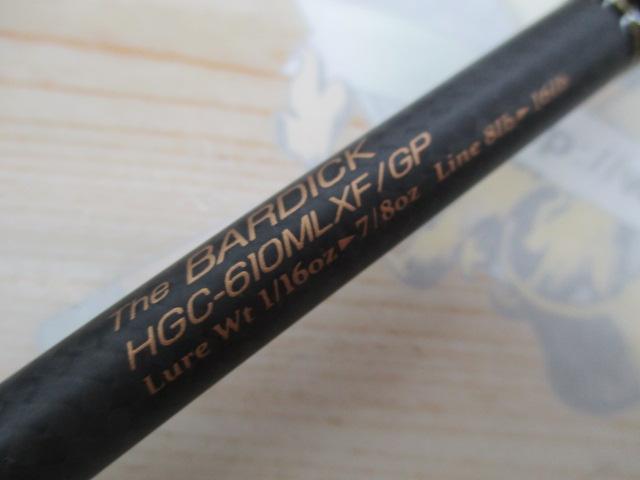 The BARDICK
HGC-610MLXF/GP
Lure Wt 1/16oz►7/8oz Line 8lb►16lb